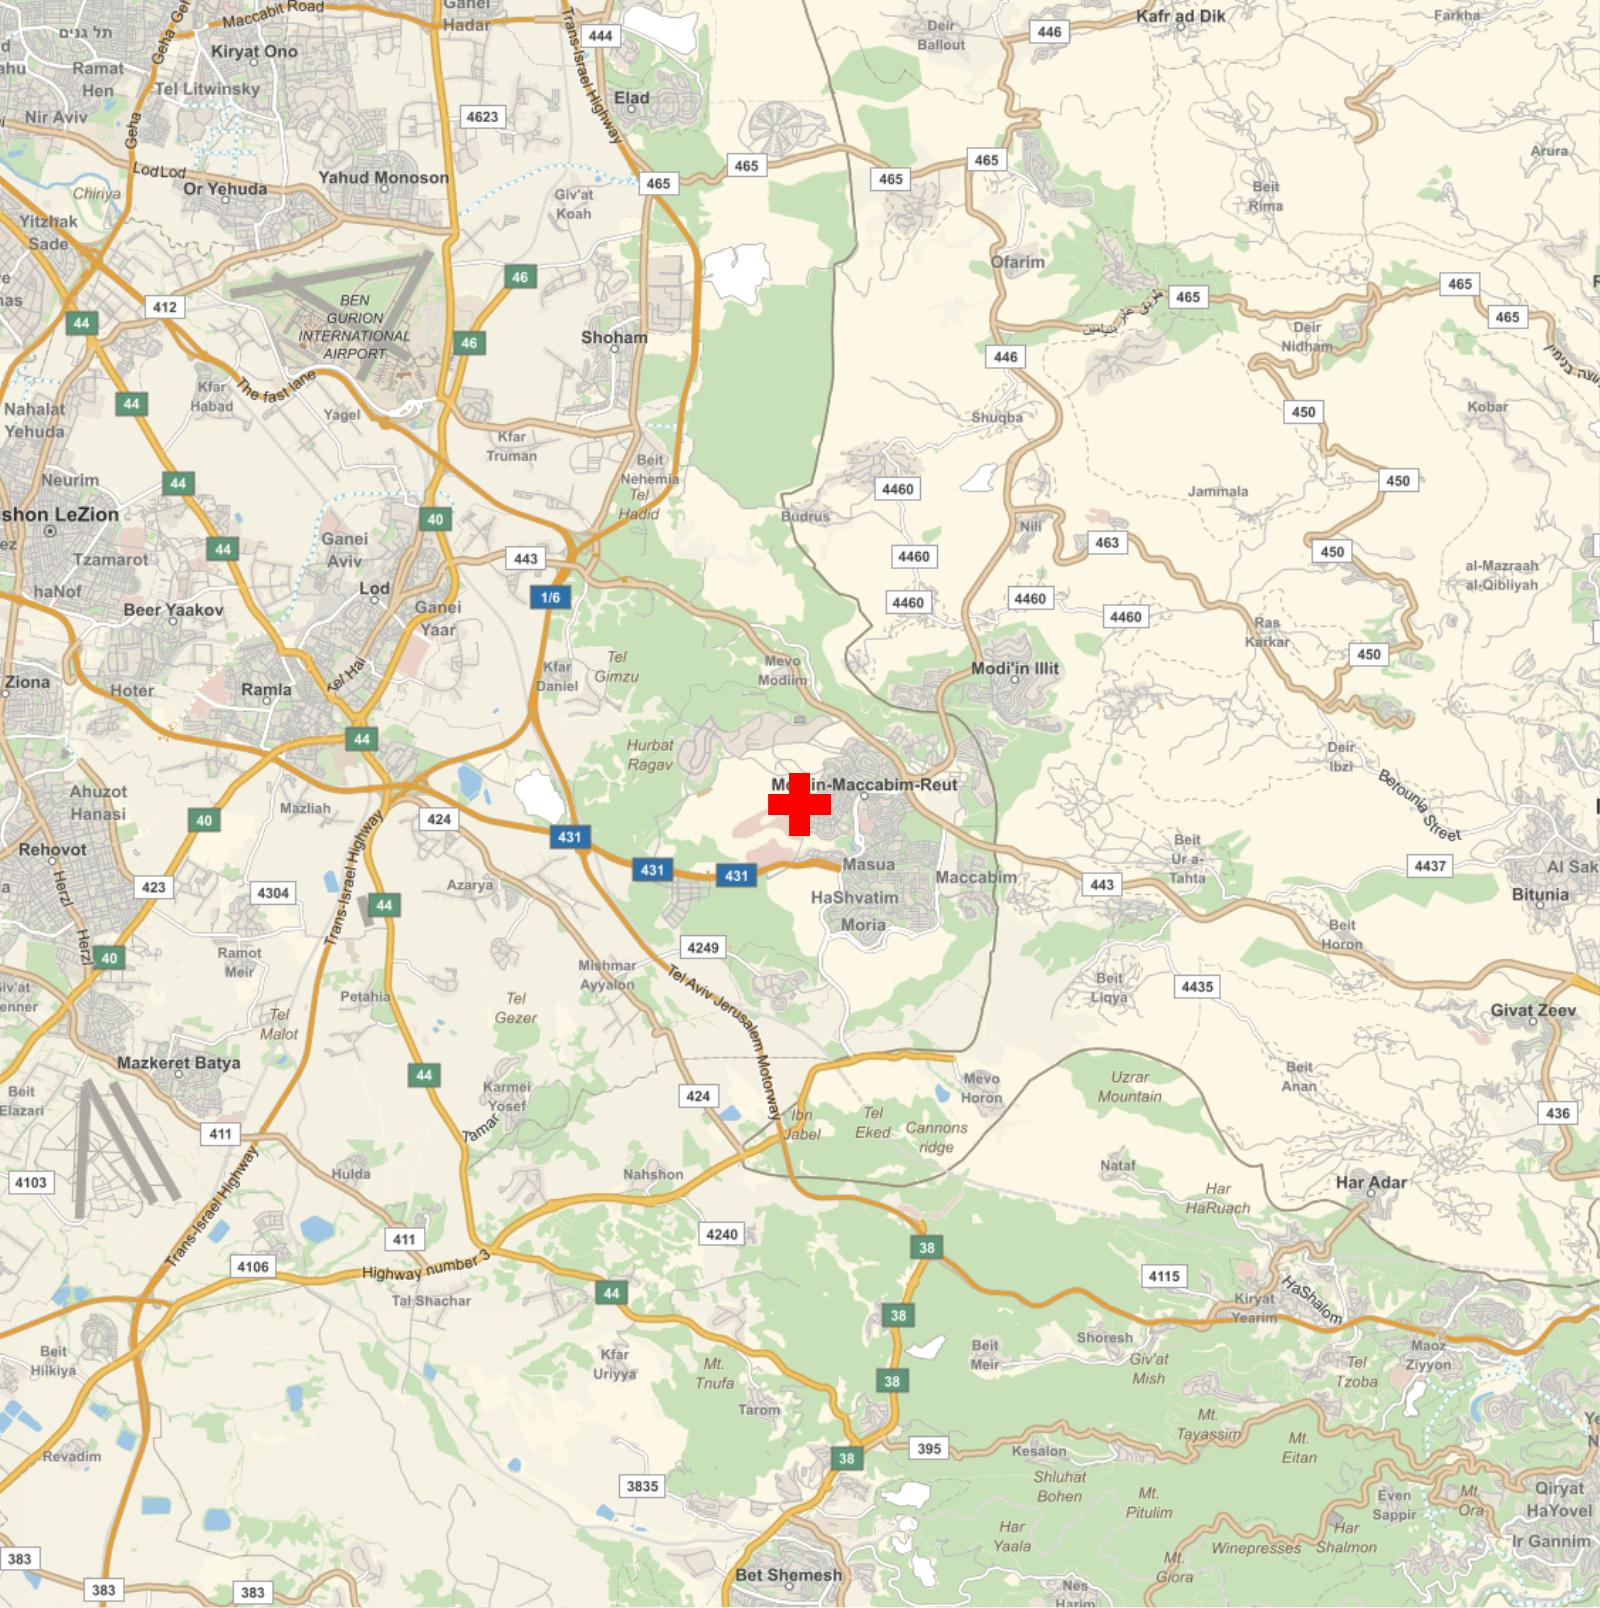 Maccabit Road
Ganei
Hadar
תל גנים
Geha
Kiryat Ono
Ramat
Hen
Tel Litwinsky
Nir Aviv
Geha
4623
444
Trans-Israel Highway
Elad
Deir
Ballout
446
Kafr ad Dik
Farkha
Arura
Lod Lod
Chiriya
Or Yehuda
Yahud Monoson
Giv'at
Koah
465
465
465
465
Beit
Rima
Yitzhak
Sade
Ofarim
412
44
BEN
GURION
INTERNATIONAL
AIRPORT
46
46
Shoham
465
465
465
Deir
Nidham
446
The fast lane
44
Kfar
Habad
Yagel
Nahalat
Yehuda
Kfar
Truman
Shuqba
450
Kobar
Neurim
44
Beit
Nehemia
Tel
Hadid
4460
Jammala
450
shon LeZion
40
Budrus
Nili
463
450
Tzamarot
44
Ganei
Aviv
443
4460
al-Mazraah
al-Qibliyah
haNof
Lod
1/6
4460
4460
4460
Beer Yaakov
Ganei
Yaar
Ras
Karkar
450
Ziona
Hoter
Ramla
Tel Hai
Kfar
Daniel
Tel
Gimzu
Mevo
Modiim
Modi'in Illit
44
Hurbat
Ragav
Deir
Ibzi
Berounia Street
Ahuzot
Hanasi
40
Mazliah
424
431
in-Maccabim-Reut
Rehovot
431
431
Masua
Maccabim
Beit
Ur a-
Tahta
4437
Al Sak
Bitunia
443
Herzl
423
4304
Trans-Israel Highway
44
Azarya
HaShvatim
Moria
Beit
Horon
Herzl
40
Ramot
Meir
4249
Mishmar
Ayyalon
Tel Aviv Jerusalem Motorway
Beit
Liqya
4435
Giv'at
enner
Petahia
Tel
Malot
Tel
Gezer
Givat Zeev
Mazkeret Batya
44
Karmei
Yosef
Tamar
424
Mevo
Horon
Uzrar
Mountain
Beit
Anan
436
Beit
Elazari
411
Ibn
Jabel
Tel
Eked
Cannons
ridge
4103
Hulda
Nahshon
Nataf
Har
HaRuach
Har Adar
Trans-Israel Highway
411
4240
38
4106
Highway number 3
Tal Shachar
44
4115
HaShalom
Kiryat
Yearim
38
Beit
Hilkiya
Kfar
Uriyya
Mt.
Tnufa
Beit
Meir
Shoresh
Giv'at
Mish
Tel
Tzoba
Maoz
Ziyyon
38
Tarom
Mt.
Tayassim
Mt.
Eitan
Revadim
38
395
Kesalon
Shluhat
Bohen
Mt.
Pitulim
Even
Sappir
Mt.
Ora
Qiryat
HaYovel
3835
Har
Yaala
Winepresses
Har
Shalmon
Ir Gannim
383
383
383
Bet Shemesh
Mt.
Giora
Nes
Harim